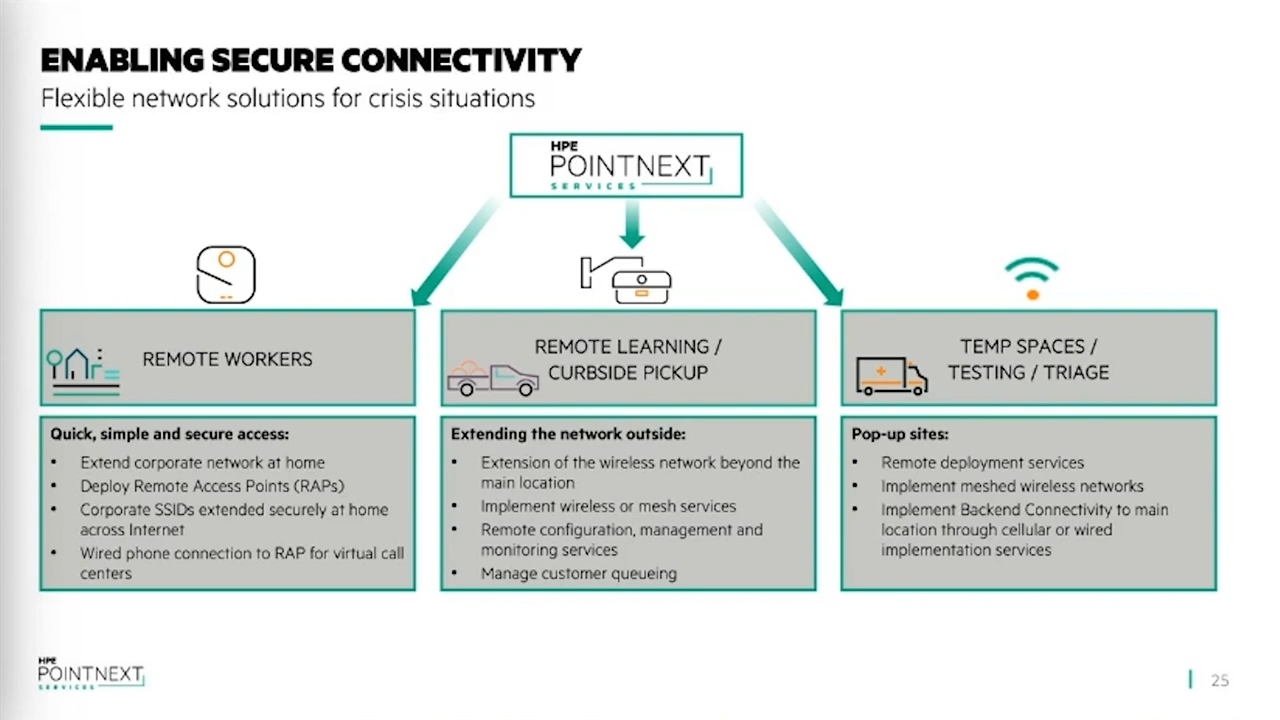 ENABLING SECURE CONNECTIVITY
Flexible network solutions for crisis situations
HPE
POINTNEXT
SERVICES
REMOTE WORKERS
REMOTE LEARNING /
CURBSIDE PICKUP
TEMP SPACES /
TESTING / TRIAGE
Quick, simple and secure access:
• Extend corporate network at home
• Deploy Remote Access Points (RAPs)
• Corporate SSIDs extended securely at home
across Internet
• Wired phone connection to RAP for virtual call
centers
Extending the network outside:
• Extension of the wireless network beyond the
main location
• Implement wireless or mesh services
• Remote configuration, management and
monitoring services
• Manage customer queueing
Pop-up sites:
• Remote deployment services
• Implement meshed wireless networks
• Implement Backend Connectivity to main
location through cellular or wired
implementation services
HPE
POINTNEXT
SERVICES
25